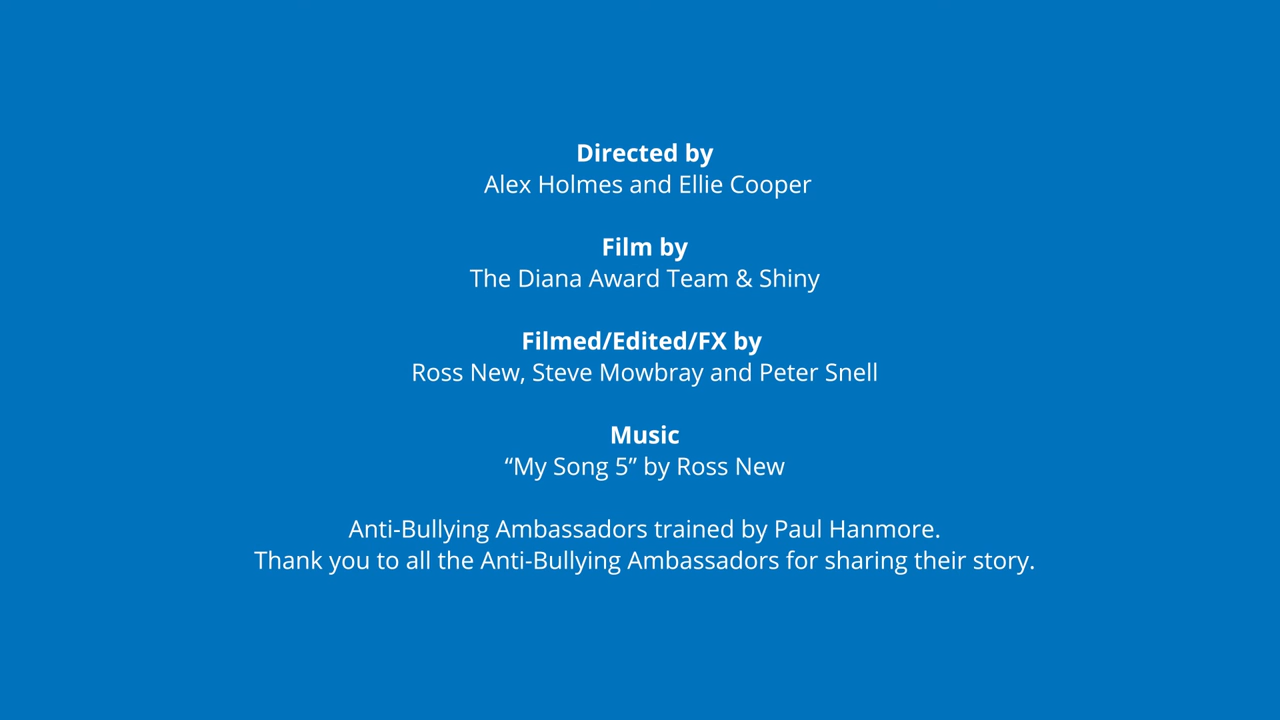 Directed by
Alex Holmes and Ellie Cooper
Film by
The Diana Award Team & Shiny
Filmed/Edited/FX by
Ross New, Steve Mowbray and Peter Snell
Music
“My Song 5” by Ross New
Anti-Bullying Ambassadors trained by Paul Hanmore.
Thank you to all the Anti-Bullying Ambassadors for sharing their story.